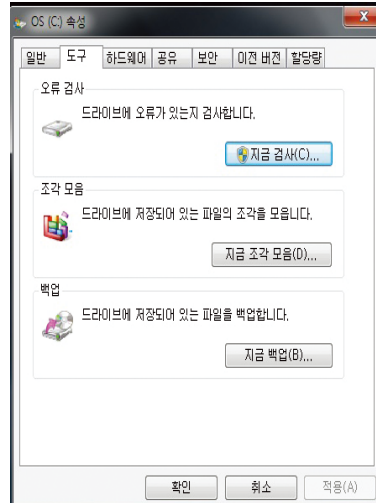 OS (C:) 속성
일반 도구 하드웨어 공유 보안 이전 버전 할당량
오류 검사
드라이브에 오류가 있는지 검사합니다.
지금 검사(C)...
조각 모음
드라이브에 저장되어 있는 파일의 조각을 모읍니다.
지금 조각 모음(D)...
백업
드라이브에 저장되어 있는 파일을 백업합니다.
지금 백업(B)...
확인 취소 적용(A)